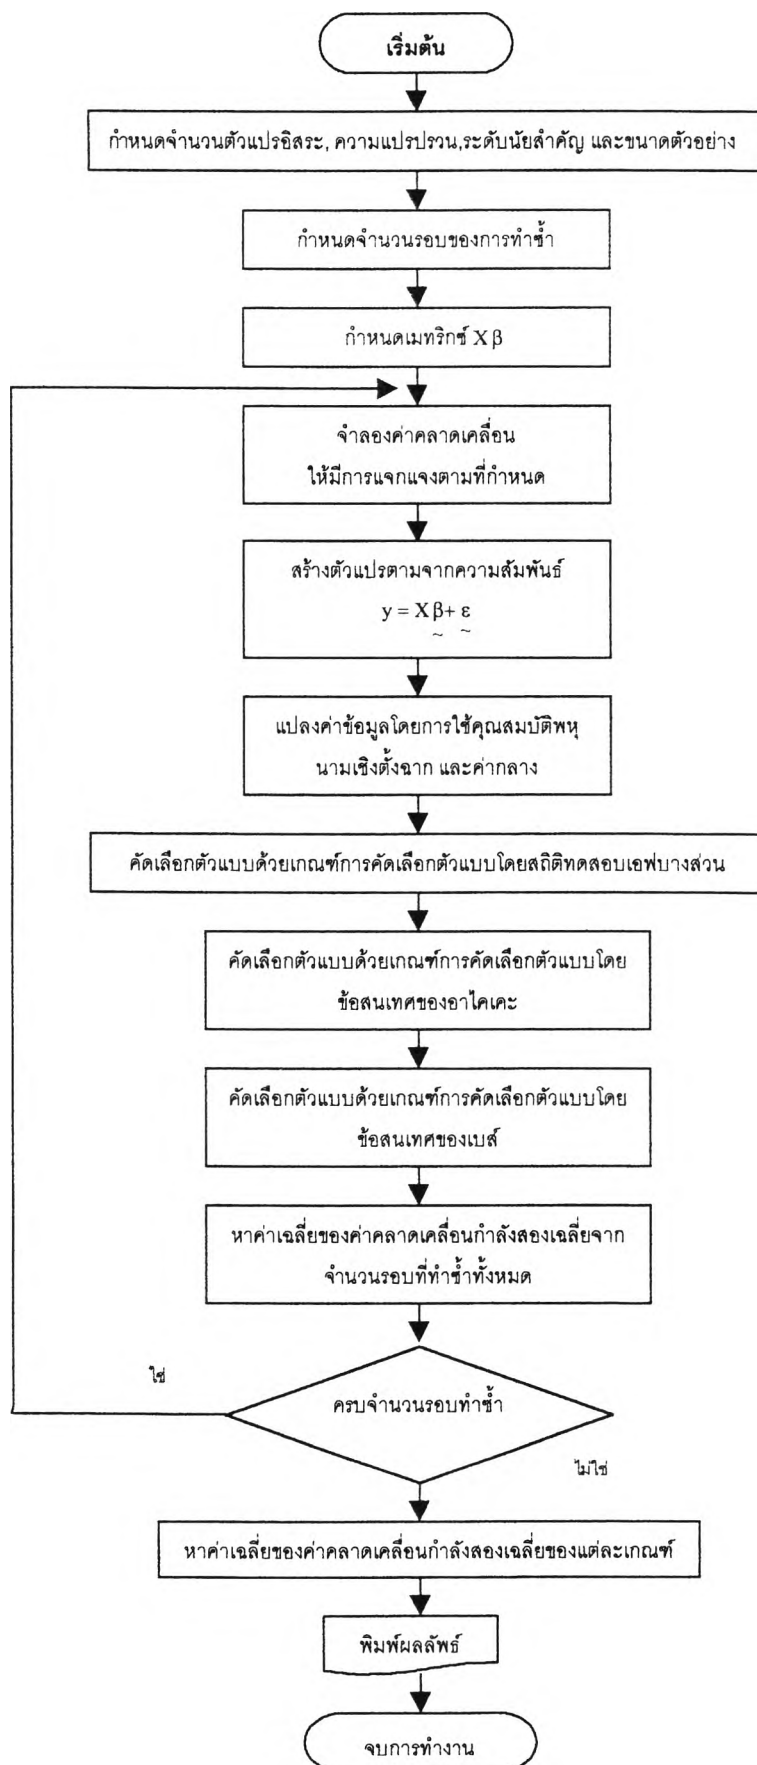 เริ่มต้น
กำหนดจำนวนตัวแปรอิสระ, ความแปรปรวน,ระดับนัยสำคัญ และขนาดตัวอย่าง
กำหนดจำนวนรอบของการทำซ้ำ
กำหนดเมทริกซ์ X β
จำลองค่าคลาดเคลื่อน
ให้มีการแจกแจงตามที่กำหนด
สร้างตัวแปรตามจากความสัมพันธ์
y = X β + ε
~ ~
แปลงค่าข้อมูลโดยการใช้คุณสมบัติพหุ
นามเชิงตั้งฉาก และค่ากลาง
คัดเลือกตัวแบบด้วยเกณฑ์การคัดเลือกตัวแบบโดยสถิติทดสอบเอฟบางส่วน
คัดเลือกตัวแบบด้วยเกณฑ์การคัดเลือกตัวแบบโดย
ข้อสนเทศของอาไคเคะ
คัดเลือกตัวแบบด้วยเกณฑ์การคัดเลือกตัวแบบโดย
ข้อสนเทศของเบส์
หาค่าเฉลี่ยของค่าคลาดเคลื่อนกำลังสองเฉลี่ยจาก
จำนวนรอบที่ทำซ้ำทั้งหมด
ใช่
ครบจำนวนรอบทำซ้ำ
ไม่ใช่
หาค่าเฉลี่ยของค่าคลาดเคลื่อนกำลังสองเฉลี่ยของแต่ละเกณฑ์
พิมพ์ผลลัพธ์
จบการทำงาน